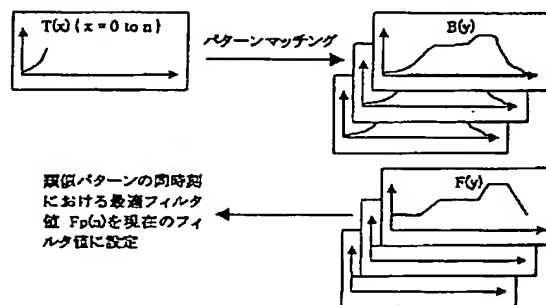 T(x) ( x = 0 to n )
パターンマッチング
B(y)
類似パターンの同時刻
における最適フィルタ
値 Fp(n)を現在のフィ
ルタ値に設定
F(y)